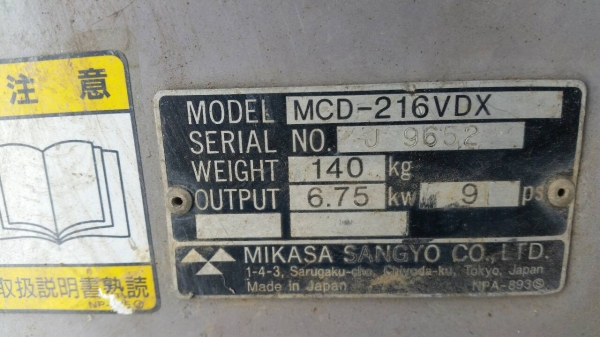 注意
取扱説明書熟読
MODEL MCD-216VDX
SERIAL NO. J 9652
WEIGHT 140 kg
OUTPUT 6.75 kw 9 ps
MIKASA SANGYO CO., LTD.
1-4-3, Sarugaku-cho, Chiyoda-ku, Tokyo, Japan
Made in Japan NPA-893Ⓢ